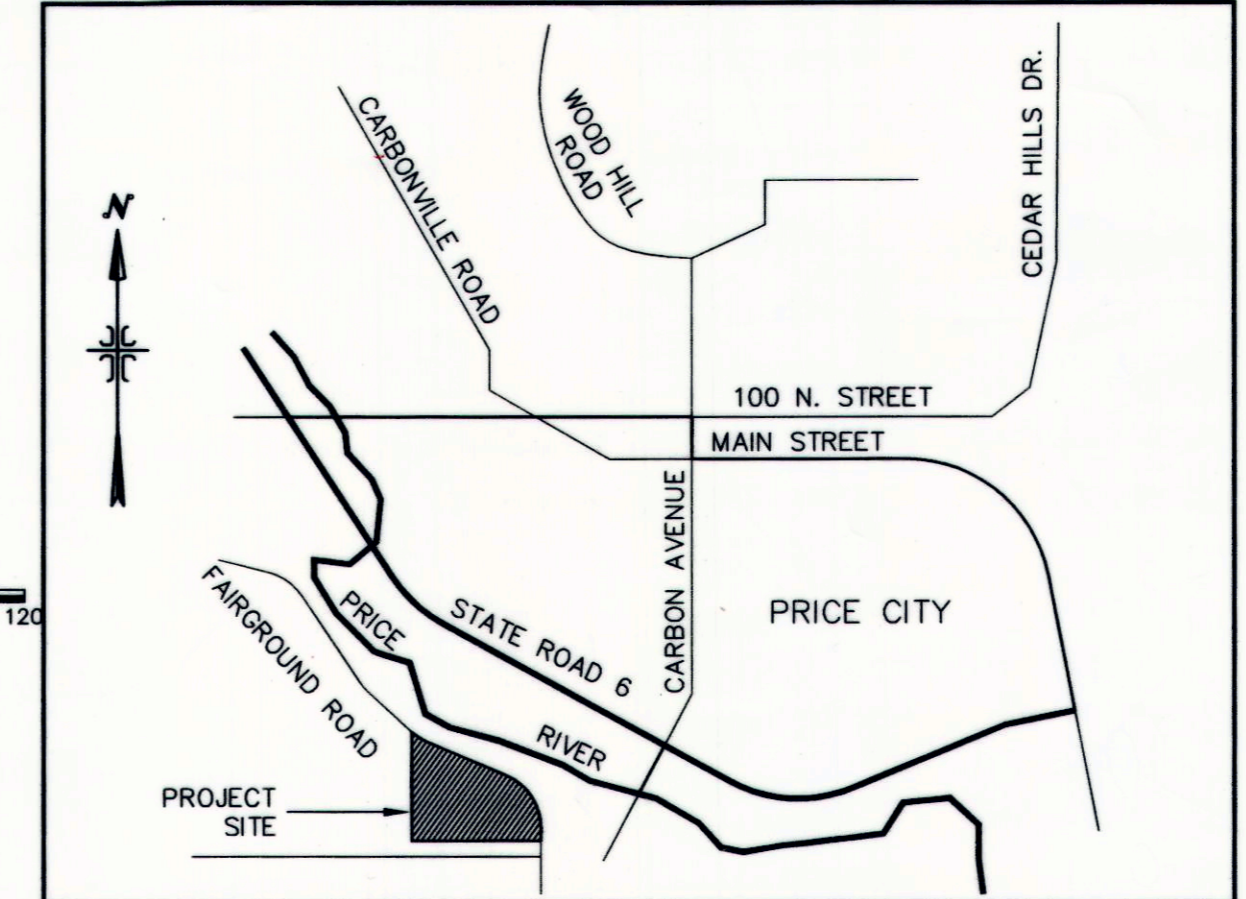 N
CARBONVILLE ROAD
WOOD HILL
ROAD
CEDAR HILLS DR.
100 N. STREET
MAIN STREET
CARBON AVENUE
PRICE CITY
STATE ROAD 6
PRICE
RIVER
FAIRGROUND ROAD
PROJECT
SITE
120